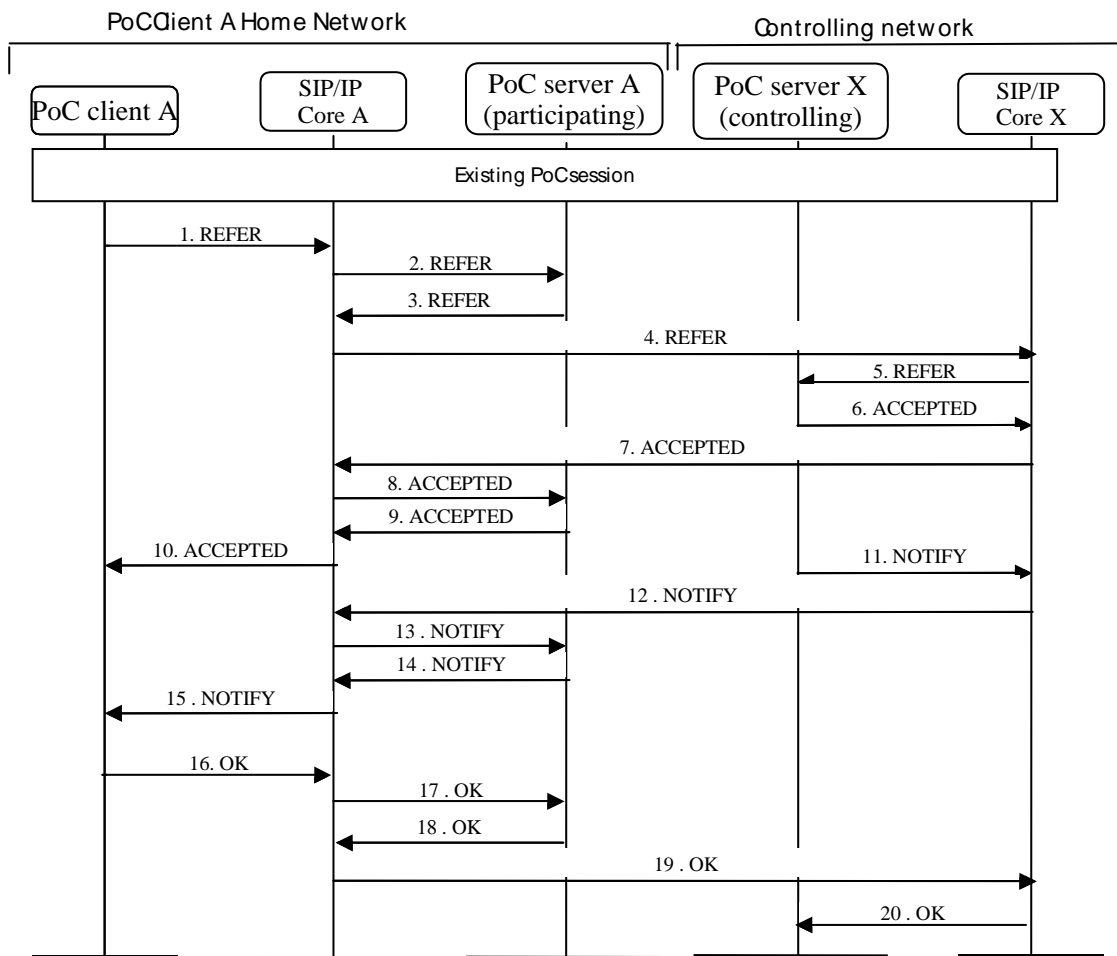 PoC Client A Home Network
Controlling network
PoC client A
SIP/IP
Core A
PoC server A
(participating)
PoC server X
(controlling)
SIP/IP
Core X
Existing PoC session
1. REFER
2. REFER
3. REFER
4. REFER
5. REFER
6. ACCEPTED
7. ACCEPTED
8. ACCEPTED
9. ACCEPTED
10. ACCEPTED
11. NOTIFY
12 . NOTIFY
13 . NOTIFY
14 . NOTIFY
15 . NOTIFY
16. OK
17 . OK
18 . OK
19 . OK
20 . OK